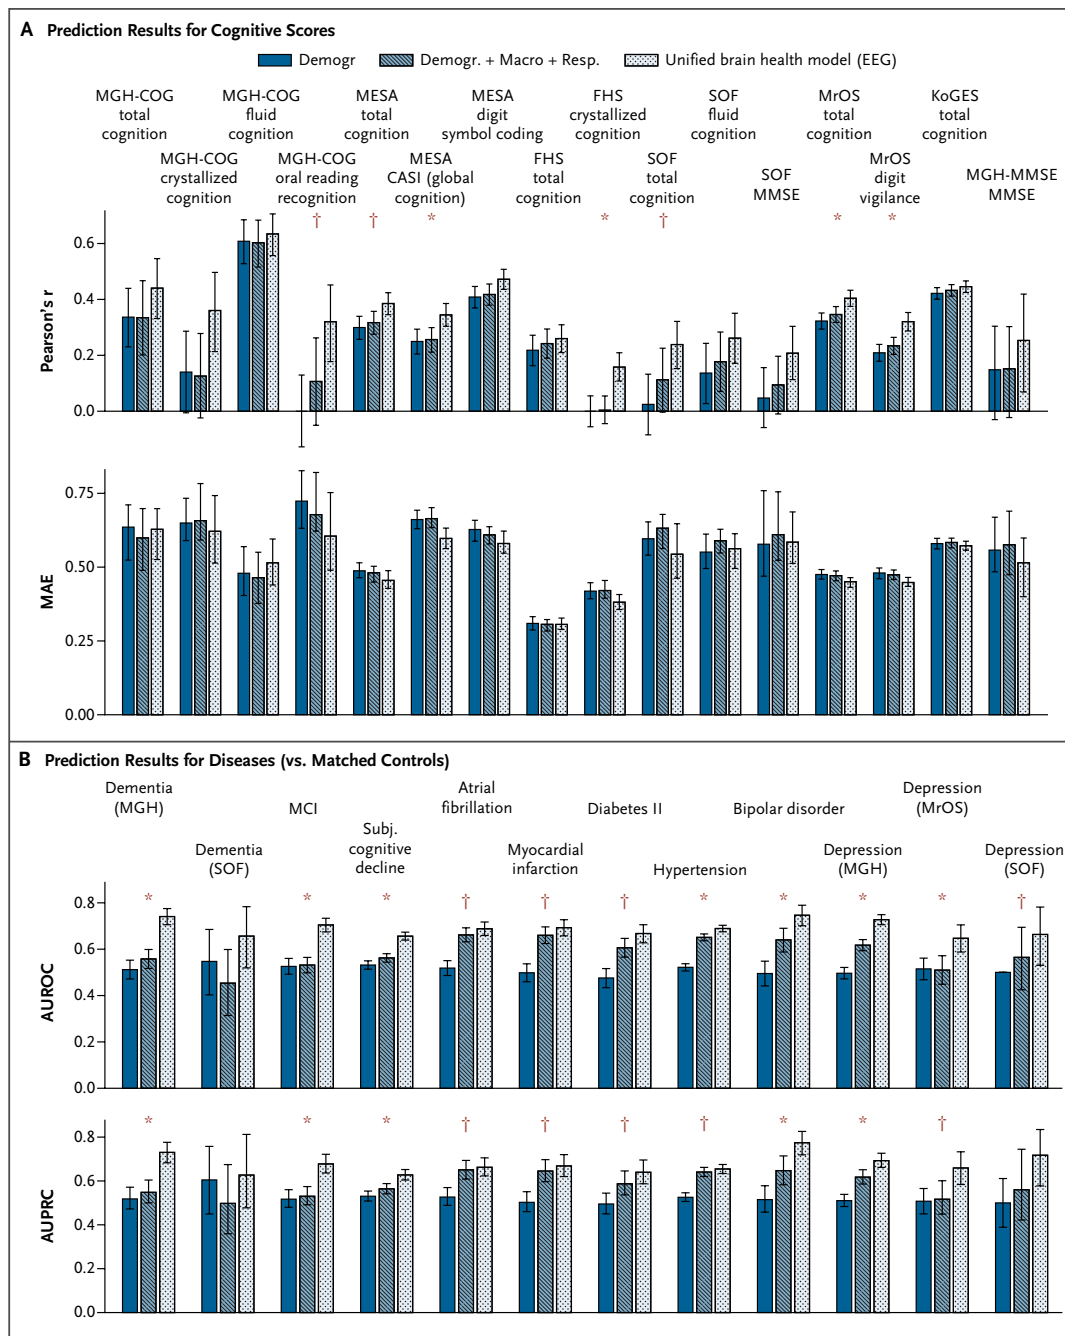 A Prediction Results for Cognitive Scores
Demogr
Demogr. + Macro + Resp.
Unified brain health model (EEG)
MGH-COG
total
cognition
MGH-COG
crystallized
cognition
MGH-COG
fluid
cognition
MGH-COG
oral reading
recognition
MESA
total
cognition
MESA
CASI (global
cognition)
MESA
digit
symbol coding
FHS
total
cognition
FHS
crystallized
cognition
SOF
total
cognition
SOF
fluid
cognition
SOF
MMSE
MrOS
total
cognition
MrOS
digit
vigilance
KoGES
total
cognition
MGH-MMSE
MMSE
† † * * † * *
Pearson's r
0.6
0.4
0.2
0.0
MAE
0.75
0.50
0.25
0.00
B Prediction Results for Diseases (vs. Matched Controls)
Dementia
(MGH)
Dementia
(SOF)
MCI
Subj.
cognitive
decline
Atrial
fibrillation
Myocardial
infarction
Diabetes II
Hypertension
Bipolar disorder
Depression
(MGH)
Depression
(MrOS)
Depression
(SOF)
* * * † † † * * * * †
AUROC
0.8
0.6
0.4
0.2
0.0
* * * † † † † * * †
AUPRC
0.8
0.6
0.4
0.2
0.0